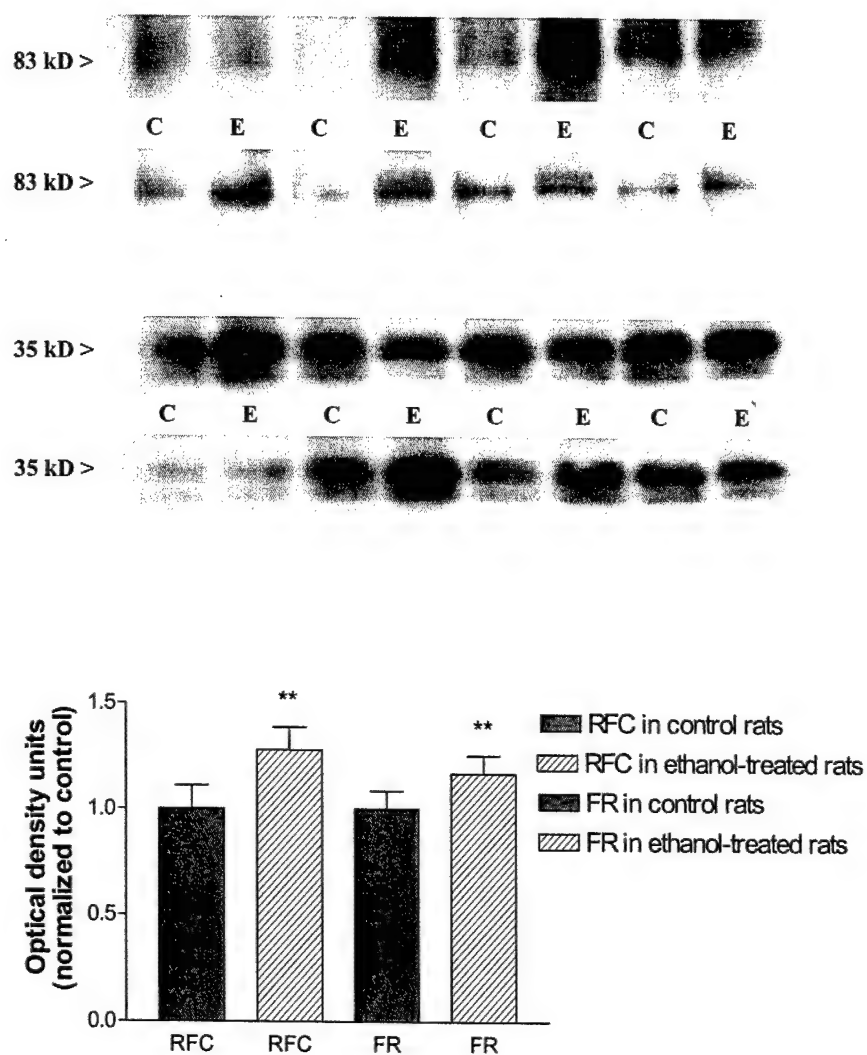 83 kD >
C E C E C E C E
83 kD >
35 kD >
C E C E C E C E
35 kD >
Optical density units
(normalized to control)
1.5
1.0
0.5
0.0
**
**
RFC RFC FR FR
RFC in control rats
RFC in ethanol-treated rats
FR in control rats
FR in ethanol-treated rats